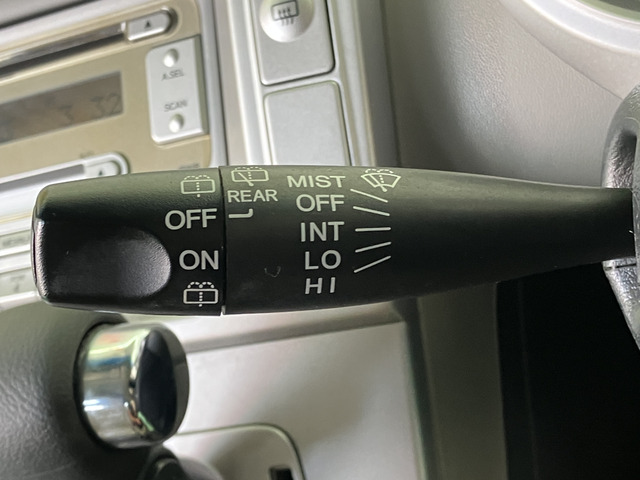 A.SEL
SCAN
REAR
OFF
ON
MIST
OFF
INT
LO
HI